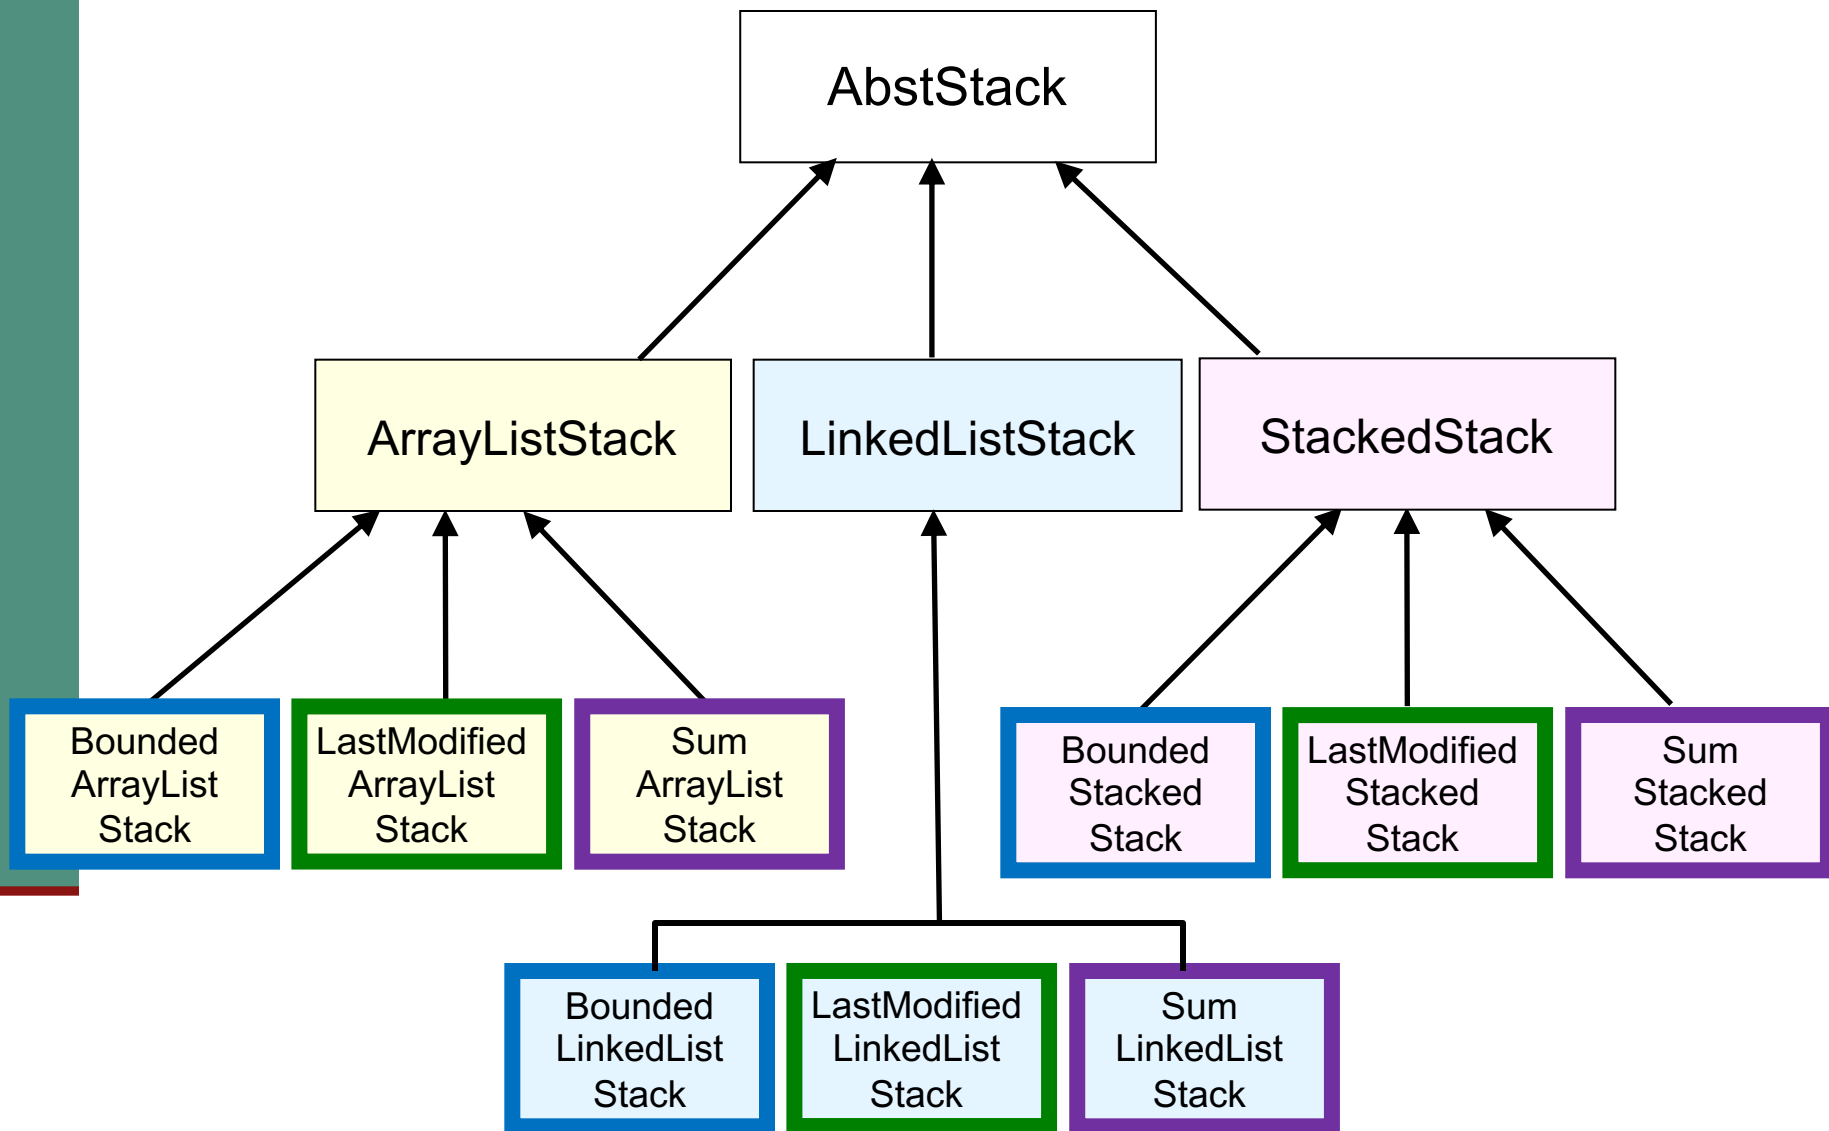 AbstStack
ArrayListStack
LinkedListStack
StackedStack
Bounded
ArrayList
Stack
LastModified
ArrayList
Stack
Sum
ArrayList
Stack
Bounded
Stacked
Stack
LastModified
Stacked
Stack
Sum
Stacked
Stack
Bounded
LinkedList
Stack
LastModified
LinkedList
Stack
Sum
LinkedList
Stack